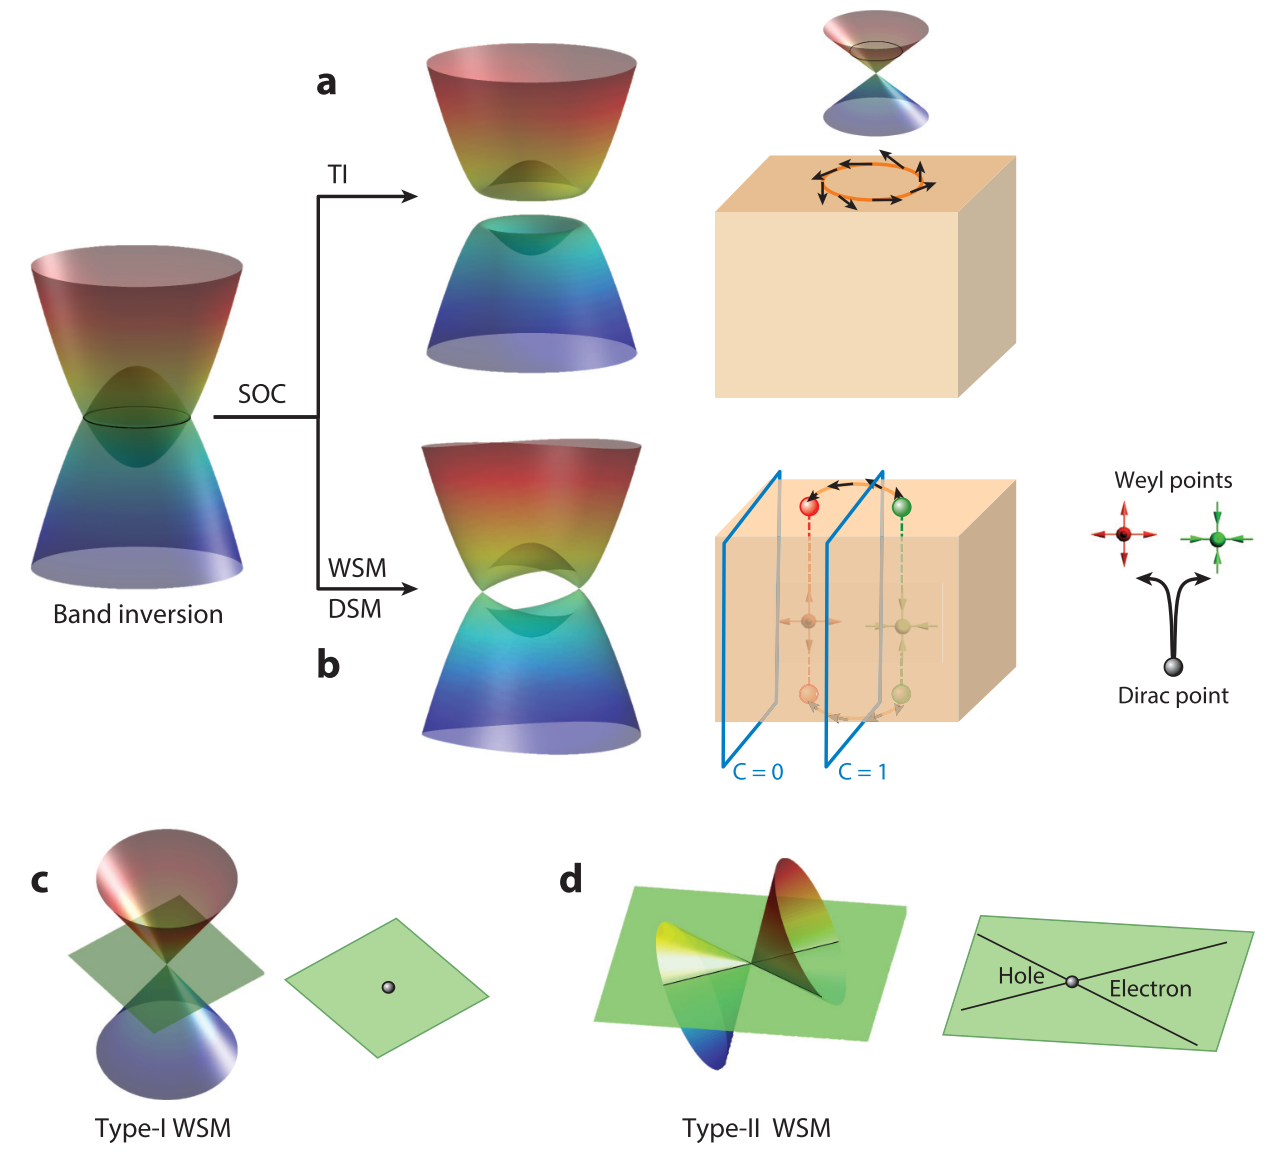 a
TI
SOC
Band inversion
WSM
DSM
b
Weyl points
Dirac point
C = 0
C = 1
c
Type-I WSM
d
Hole
Electron
Type-II WSM